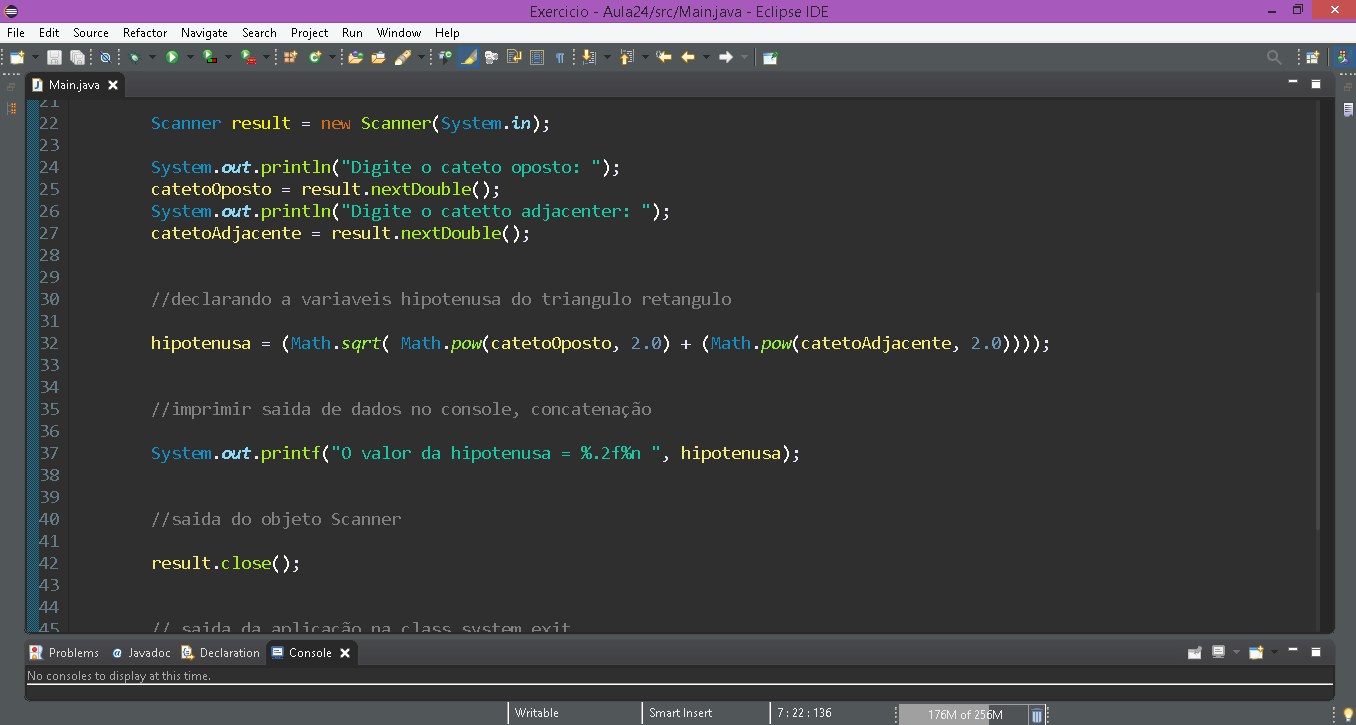 Exercicio - Aula24/src/Main.java - Eclipse IDE
File Edit Source Refactor Navigate Search Project Run Window Help
Main.java
21
22 Scanner result = new Scanner(System.in);
23
24 System.out.println("Digite o cateto oposto: ");
25 catetoOposto = result.nextDouble();
26 System.out.println("Digite o catetto adjacenter: ");
27 catetoAdjacente = result.nextDouble();
28
29
30 //declarando a variaveis hipotenusa do triangulo retangulo
31
32 hipotenusa = (Math.sqrt( Math.pow(catetoOposto, 2.0) + (Math.pow(catetoAdjacente, 2.0))));
33
34
35 //imprimir saida de dados no console, concatenação
36
37 System.out.printf("O valor da hipotenusa = %.2f%n ", hipotenusa);
38
39
40 //saida do objeto Scanner
41
42 result.close();
43
44
45 // saida da aplicação na class system exit
Problems Javadoc Declaration Console
No consoles to display at this time.
Writable Smart Insert 7 : 22 : 136 176M of 256M